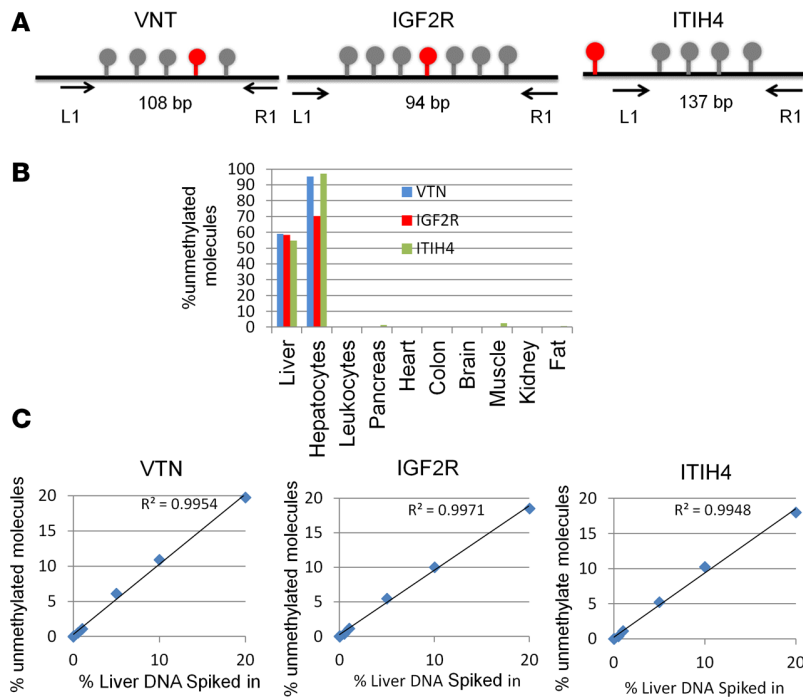 A
VNT
IGF2R
ITIH4
108 bp
94 bp
137 bp
L1
R1
L1
R1
L1
R1
B
%unmethylated
molecules
100
90
80
70
60
50
40
30
20
10
0
VTN
IGF2R
ITIH4
Liver
Hepatocytes
Leukocytes
Pancreas
Heart
Colon
Brain
Muscle
Kidney
Fat
C
VTN
% unmethylated molecules
20
15
10
5
0
R² = 0.9954
0
10
20
% Liver DNA Spiked in
IGF2R
% unmethylated molecules
20
15
10
5
0
R² = 0.9971
0
10
20
% Liver DNA Spiked in
ITIH4
% unmethylate molecules
20
15
10
5
0
R² = 0.9948
0
10
20
% Liver DNA Spiked in